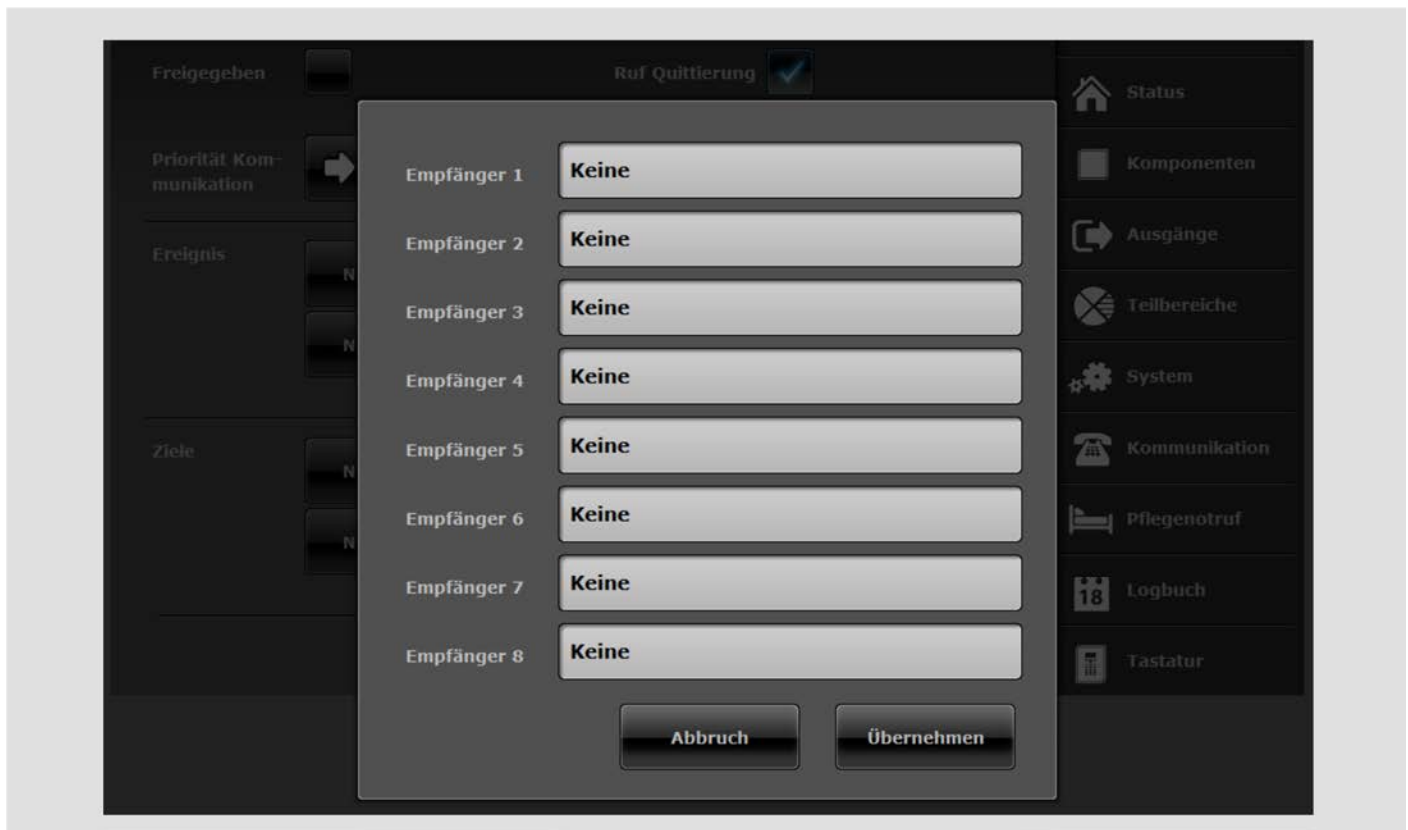 Freigegeben
Ruf Quittierung
Priorität Kom-
munikation
Ereignis
N
N
Ziele
N
N
Empfänger 1 Keine
Empfänger 2 Keine
Empfänger 3 Keine
Empfänger 4 Keine
Empfänger 5 Keine
Empfänger 6 Keine
Empfänger 7 Keine
Empfänger 8 Keine
Abbruch
Übernehmen
Status
Komponenten
Ausgänge
Teilbereiche
System
Kommunikation
Pflegenotruf
18 Logbuch
Tastatur